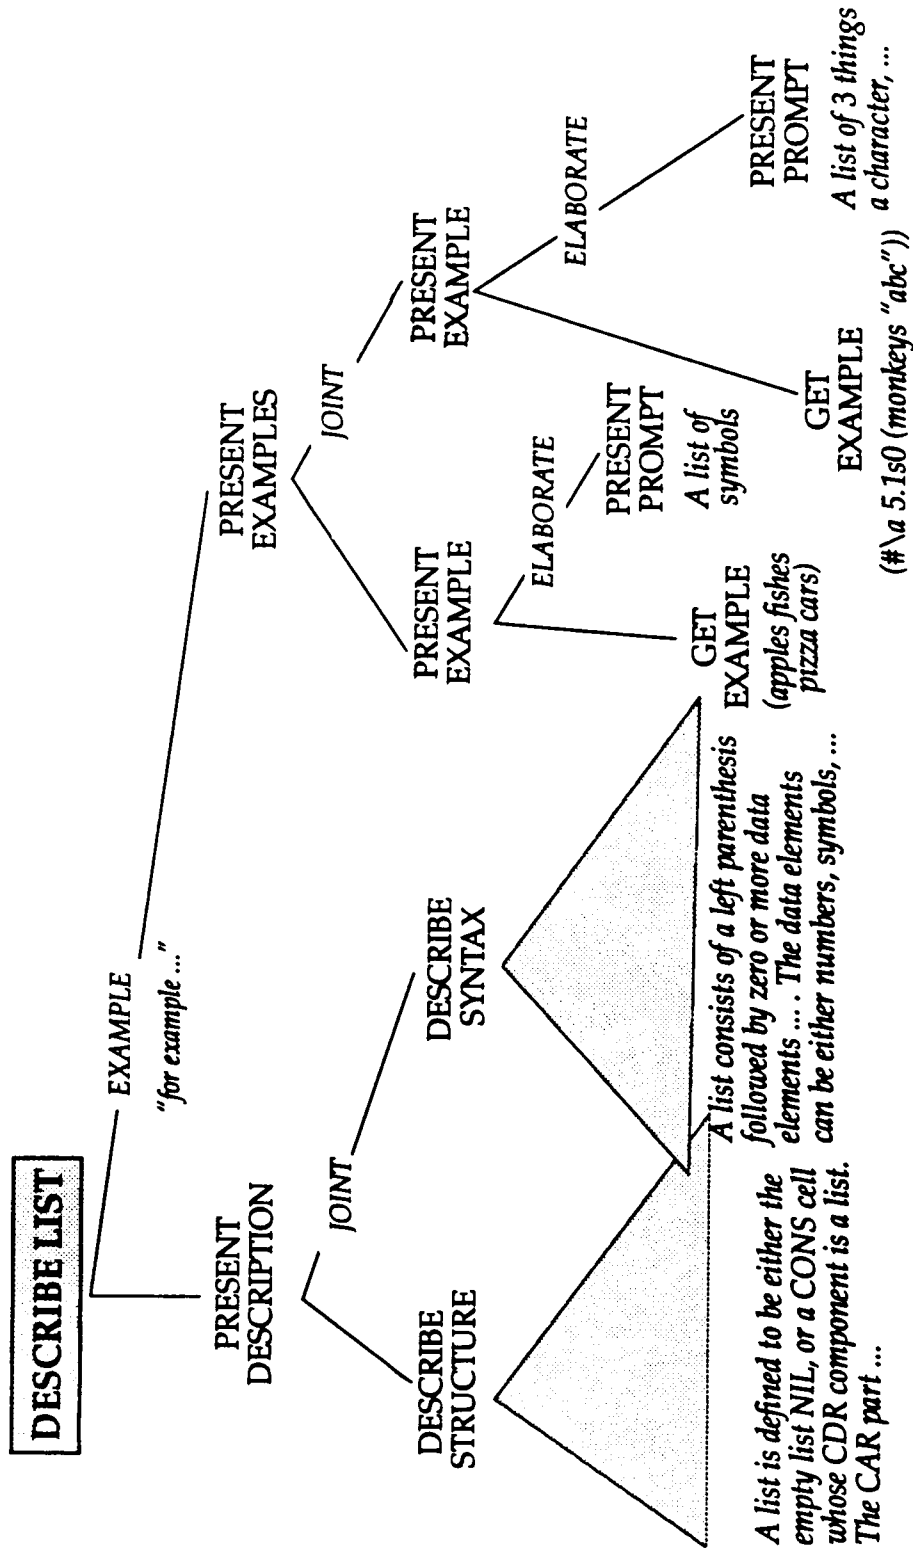 DESCRIBE LIST
EXAMPLE
"for example ..."
PRESENT
DESCRIPTION
PRESENT
EXAMPLES
JOINT
JOINT
DESCRIBE
STRUCTURE
DESCRIBE
SYNTAX
PRESENT
EXAMPLE
PRESENT
EXAMPLE
ELABORATE
ELABORATE
PRESENT
PROMPT
A list of
symbols
GET
EXAMPLE
(apples fishes
pizza cars)
PRESENT
PROMPT
A list of 3 things
a character, ...
GET
EXAMPLE
(#\a 5.1s0 (monkeys "abc"))
A list is defined to be either the
empty list NIL, or a CONS cell
whose CDR component is a list.
The CAR part ...
A list consists of a left parenthesis
followed by zero or more data
elements ... . The data elements
can be either numbers, symbols, ...